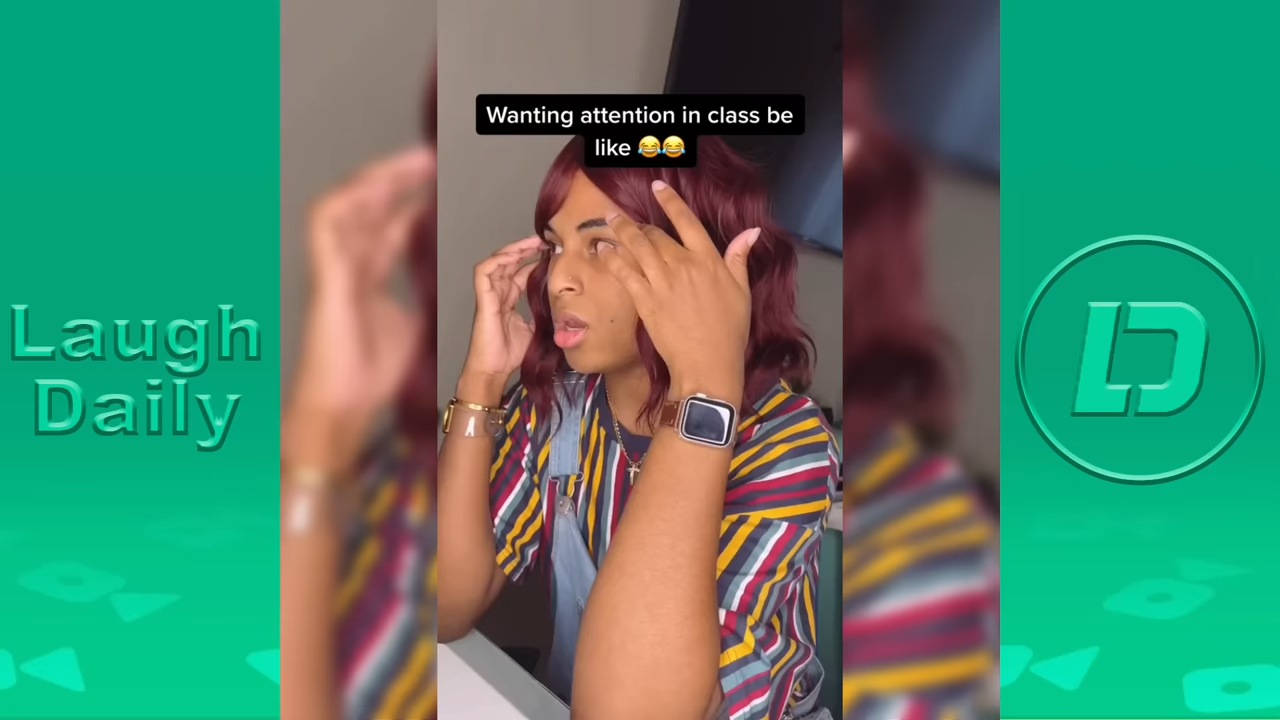 Wanting attention in class be
like 😂😂
Laugh
Daily
LD